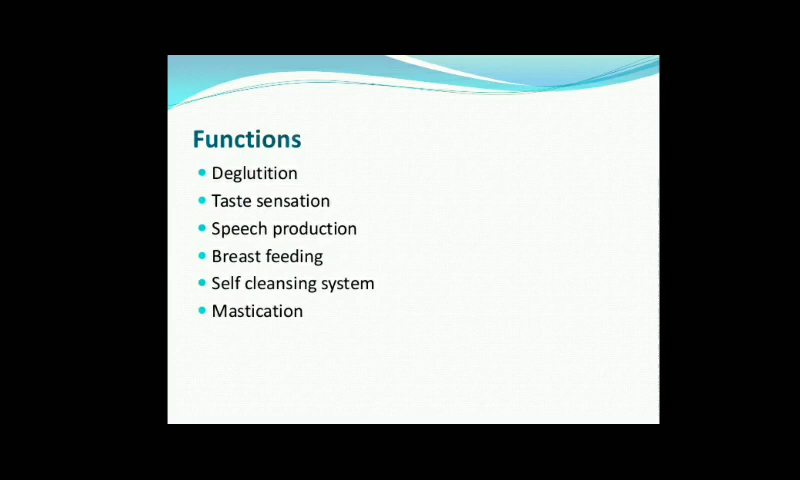 Functions
Deglutition
Taste sensation
Speech production
Breast feeding
Self cleansing system
Mastication